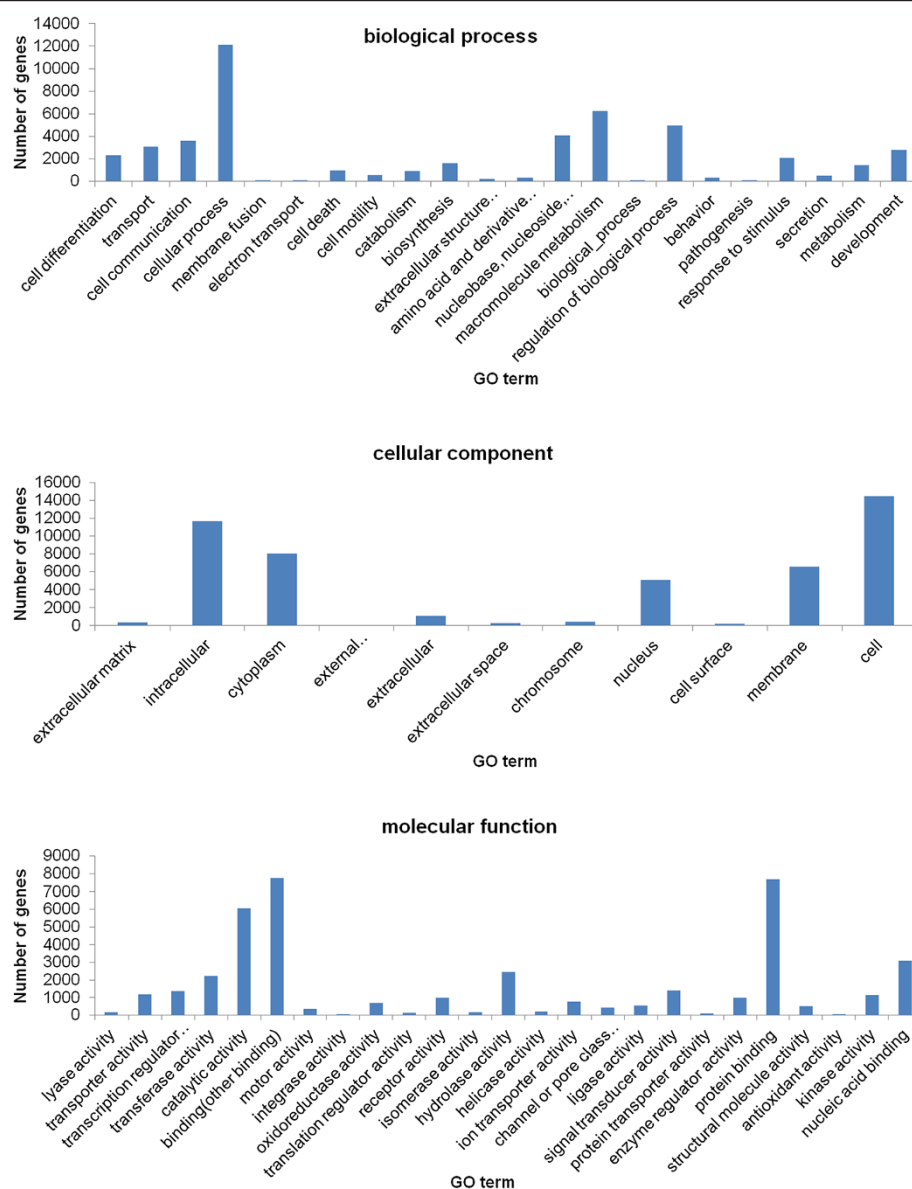 biological process
Number of genes
14000
12000
10000
8000
6000
4000
2000
0
cell differentiation
transport
cell communication
cellular process
membrane fusion
electron transport
cell death
cell motility
catabolism
biosynthesis
extracellular structure..
amino acid and derivative..
nucleobase, nucleoside,..
macromolecule metabolism
biological_process
regulation of biological process
behavior
pathogenesis
response to stimulus
secretion
metabolism
development
GO term
cellular component
Number of genes
16000
14000
12000
10000
8000
6000
4000
2000
0
extracellular matrix
intracellular
cytoplasm
external..
extracellular
extracellular space
chromosome
nucleus
cell surface
membrane
cell
GO term
molecular function
Number of genes
9000
8000
7000
6000
5000
4000
3000
2000
1000
0
lyase activity
transporter activity
transcription regulator..
transferase activity
catalytic activity
binding(other binding)
motor activity
integrase activity
oxidoreductase activity
translation regulator activity
receptor activity
isomerase activity
hydrolase activity
helicase activity
ion transporter activity
channel or pore class..
ligase activity
signal transducer activity
protein transporter activity
enzyme regulator activity
protein binding
structural molecule activity
antioxidant activity
kinase activity
nucleic acid binding
GO term